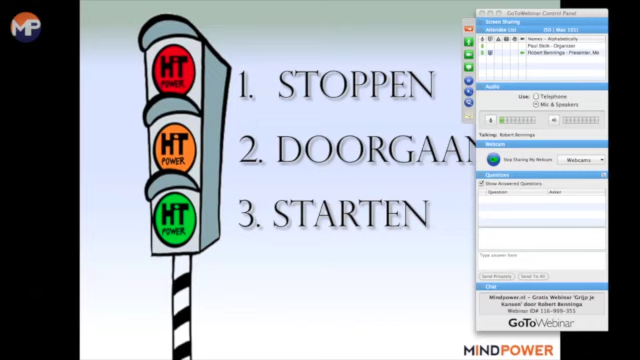 MP
HIT
POWER
HIT
POWER
HIT
POWER
1. STOPPEN
2. DOORGAAN
3. STARTEN
MINDPOWER
GoToWebinar Control Panel
Screen Sharing
Attendee List
Names - Alphabetically
Paul Stolk - Organizer
Robert Benninga - Presenter, Me
Audio
Use: Telephone
Mic & Speakers
Talking: Robert Benninga
Webcam
Stop Sharing My Webcam
Webcams
Questions
Show Answered Questions
Question Asker
Type answer here
Send Privately Send To All
Chat
Mindpower.nl - Gratis Webinar 'Grijp je
Kansen' door Robert Benninga
Webinar ID# 116-999-355
GoToWebinar